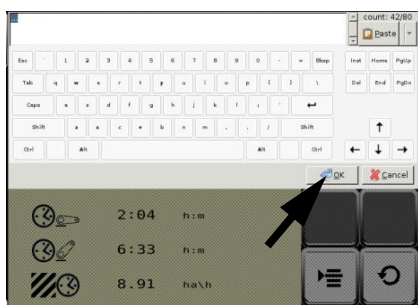 count: 42/80
Paste
Esc ` 1 2 3 4 5 6 7 8 9 0 - = Bksp Inst Home PgUp
Tab q w e r t y u i o p [ ] \ Del End PgDn
Caps a s d f g h j k l ; '
Shift z x c v b n m , . / Shift
Ctrl Alt Alt Ctrl
OK Cancel
2:04 h:m
6:33 h:m
8.91 ha\h